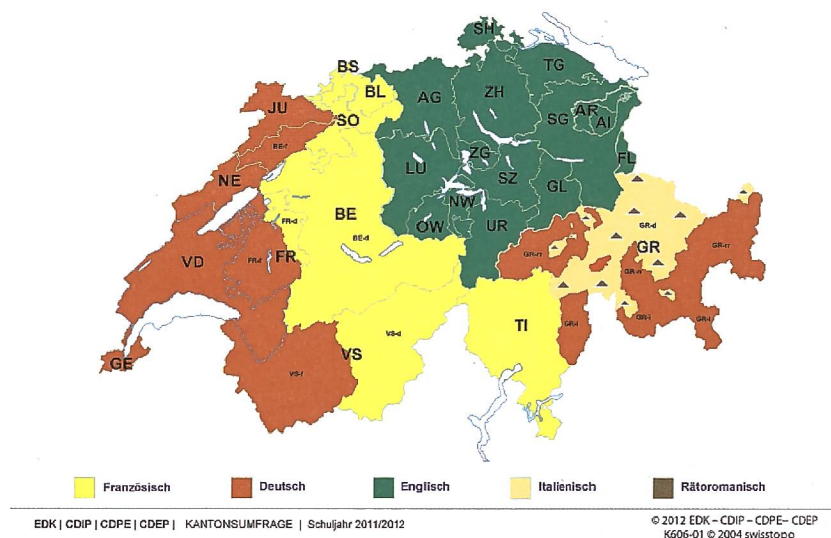 SH
BS
TG
BL
AG
ZH
JU
SO
SG
AR
AI
BE-f
ZG
FL
LU
SZ
NE
GL
NW
BE
FR-d
OW
UR
GR-d
BE-d
GR
GR-rr
VD
FR-f
FR
GR-rr
GR-rr
VS-d
TI
GR-i
GR-i
GR-i
VS
GE
VS-f
Französisch
Deutsch
Englisch
Italienisch
Rätoromanisch
EDK | CDIP | CDPE | CDEP | KANTONSUMFRAGE | Schuljahr 2011/2012
© 2012 EDK – CDIP – CDPE– CDEP
K606-01 © 2004 swisstopo